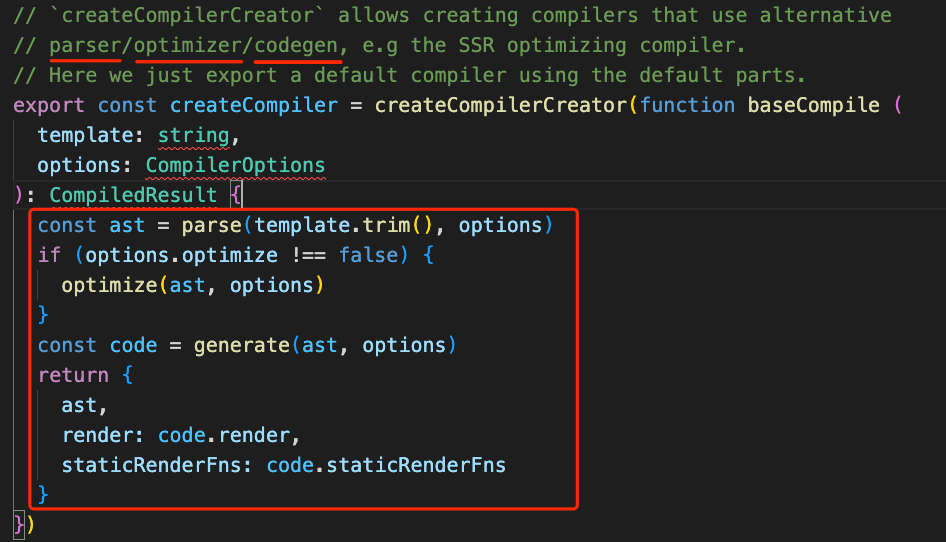 // `createCompilerCreator` allows creating compilers that use alternative
// parser/optimizer/codegen, e.g the SSR optimizing compiler.
// Here we just export a default compiler using the default parts.
export const createCompiler = createCompilerCreator(function baseCompile (
  template: string,
  options: CompilerOptions
): CompiledResult {
  const ast = parse(template.trim(), options)
  if (options.optimize !== false) {
    optimize(ast, options)
  }
  const code = generate(ast, options)
  return {
    ast,
    render: code.render,
    staticRenderFns: code.staticRenderFns
  }
})